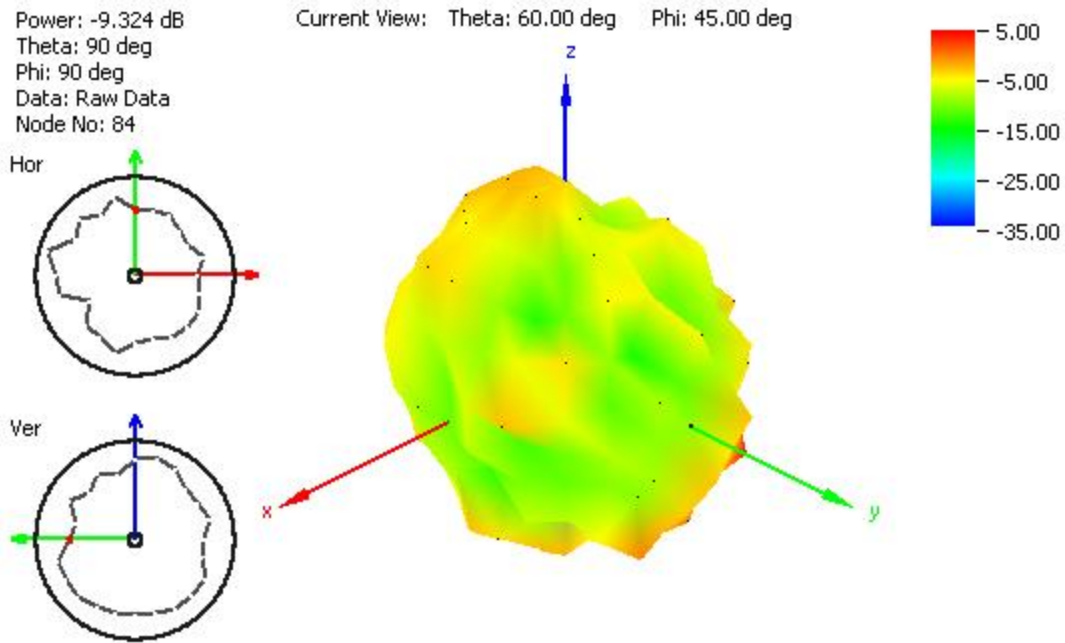 Power: -9.324 dB
Theta: 90 deg
Phi: 90 deg
Data: Raw Data
Node No: 84
Current View: Theta: 60.00 deg Phi: 45.00 deg
Hor
Ver
z
x
y
5.00
-5.00
-15.00
-25.00
-35.00